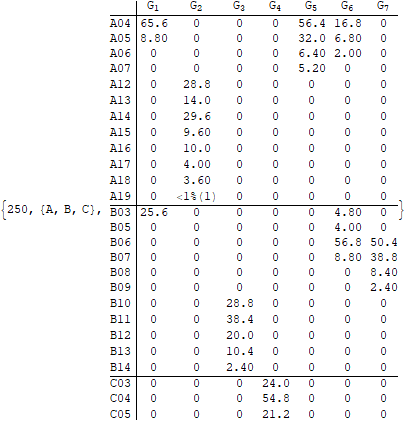 G1 G2 G3 G4 G5 G6 G7
A04 65.6 0 0 0 56.4 16.8 0
A05 8.80 0 0 0 32.0 6.80 0
A06 0 0 0 0 6.40 2.00 0
A07 0 0 0 0 5.20 0 0
A12 0 28.8 0 0 0 0 0
A13 0 14.0 0 0 0 0 0
A14 0 29.6 0 0 0 0 0
A15 0 9.60 0 0 0 0 0
A16 0 10.0 0 0 0 0 0
A17 0 4.00 0 0 0 0 0
A18 0 3.60 0 0 0 0 0
A19 0 <1%(1) 0 0 0 0 0
{250, {A, B, C}, B03 25.6 0 0 0 0 4.80 0 }
B05 0 0 0 0 0 4.00 0
B06 0 0 0 0 0 56.8 50.4
B07 0 0 0 0 0 8.80 38.8
B08 0 0 0 0 0 0 8.40
B09 0 0 0 0 0 0 2.40
B10 0 0 28.8 0 0 0 0
B11 0 0 38.4 0 0 0 0
B12 0 0 20.0 0 0 0 0
B13 0 0 10.4 0 0 0 0
B14 0 0 2.40 0 0 0 0
C03 0 0 0 24.0 0 0 0
C04 0 0 0 54.8 0 0 0
C05 0 0 0 21.2 0 0 0